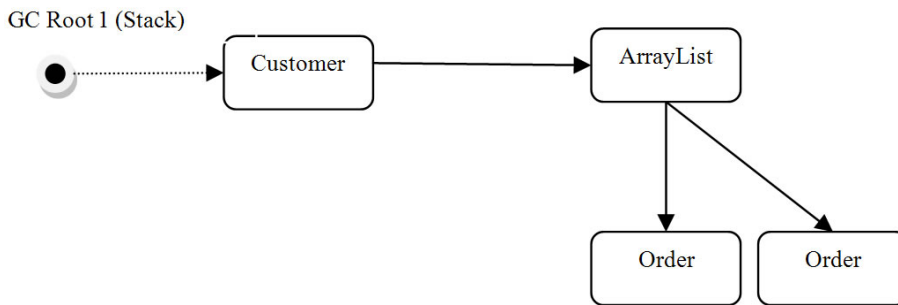 GC Root 1 (Stack)
Customer
ArrayList
Order
Order